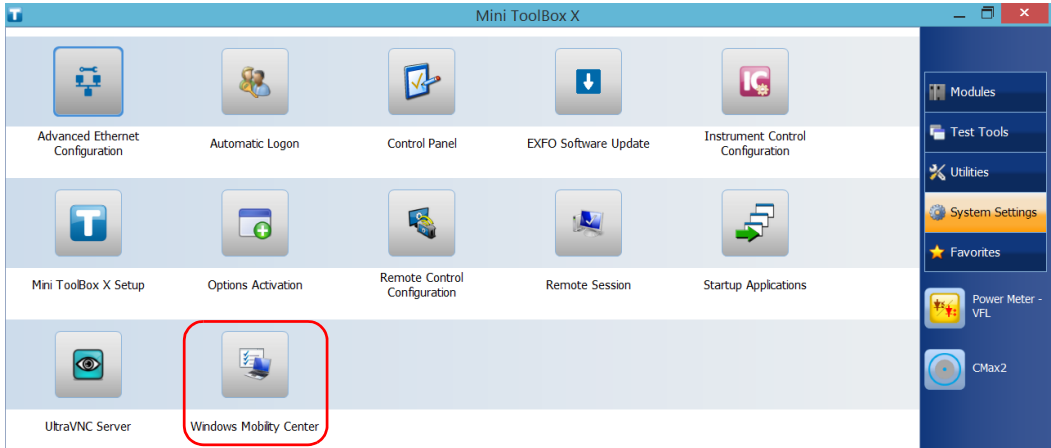 Mini ToolBox X
Advanced Ethernet
Configuration
Automatic Logon
Control Panel
EXFO Software Update
Instrument Control
Configuration
Mini ToolBox X Setup
Options Activation
Remote Control
Configuration
Remote Session
Startup Applications
UltraVNC Server
Windows Mobility Center
Modules
Test Tools
Utilities
System Settings
Favorites
Power Meter -
VFL
CMax2